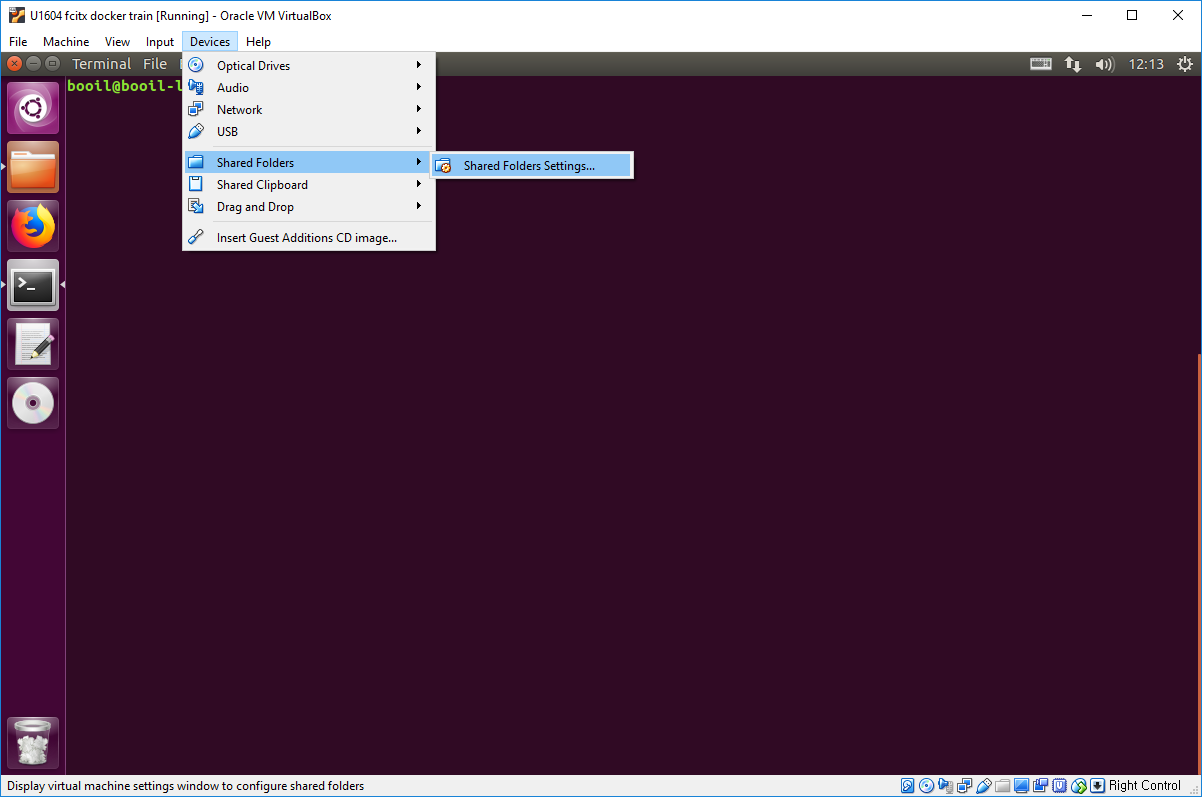 U1604 fcitx docker train [Running] - Oracle VM VirtualBox
File Machine View Input Devices Help
Terminal File
12:13
booil@booil-l
Optical Drives
Audio
Network
USB
Shared Folders
Shared Folders Settings...
Shared Clipboard
Drag and Drop
Insert Guest Additions CD image...
Display virtual machine settings window to configure shared folders
Right Control